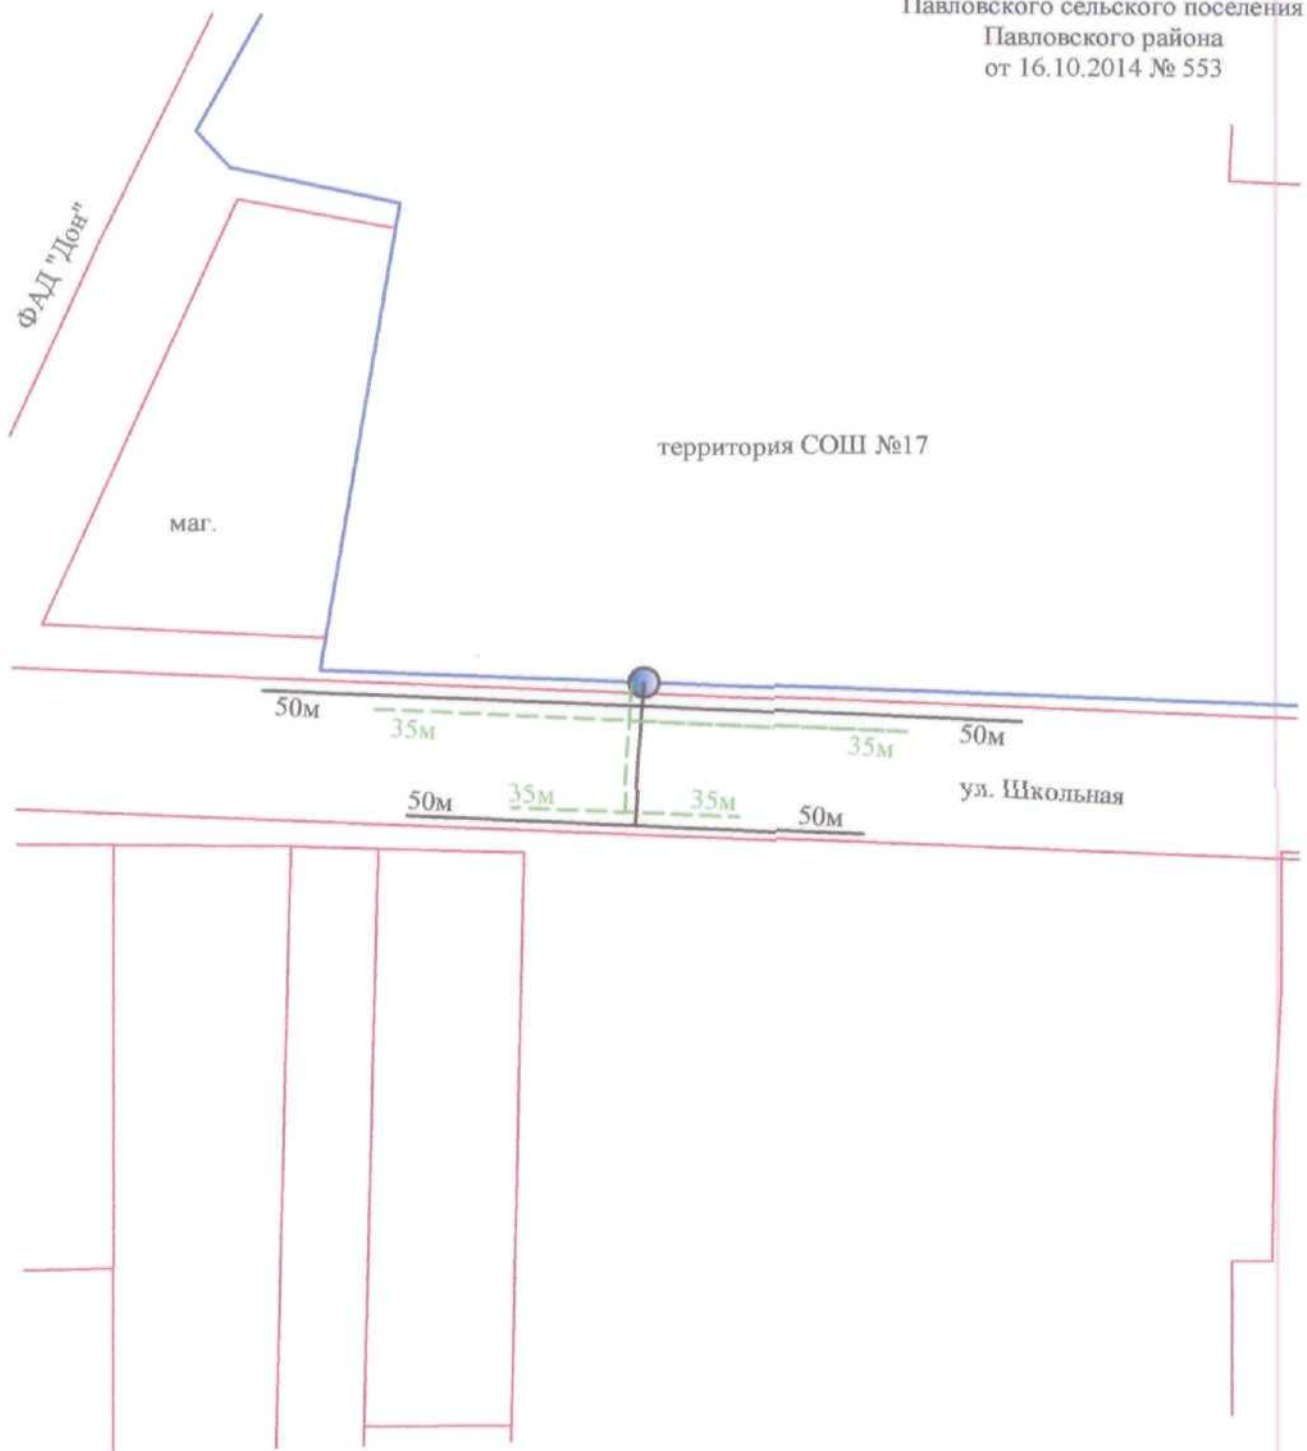 Павловского сельского поселения
Павловского района
от 16.10.2014 № 553
ФАД "Дон"
территория СОШ №17
маг.
50м
35м
35м
50м
ул. Школьная
50м
35м
35м
50м